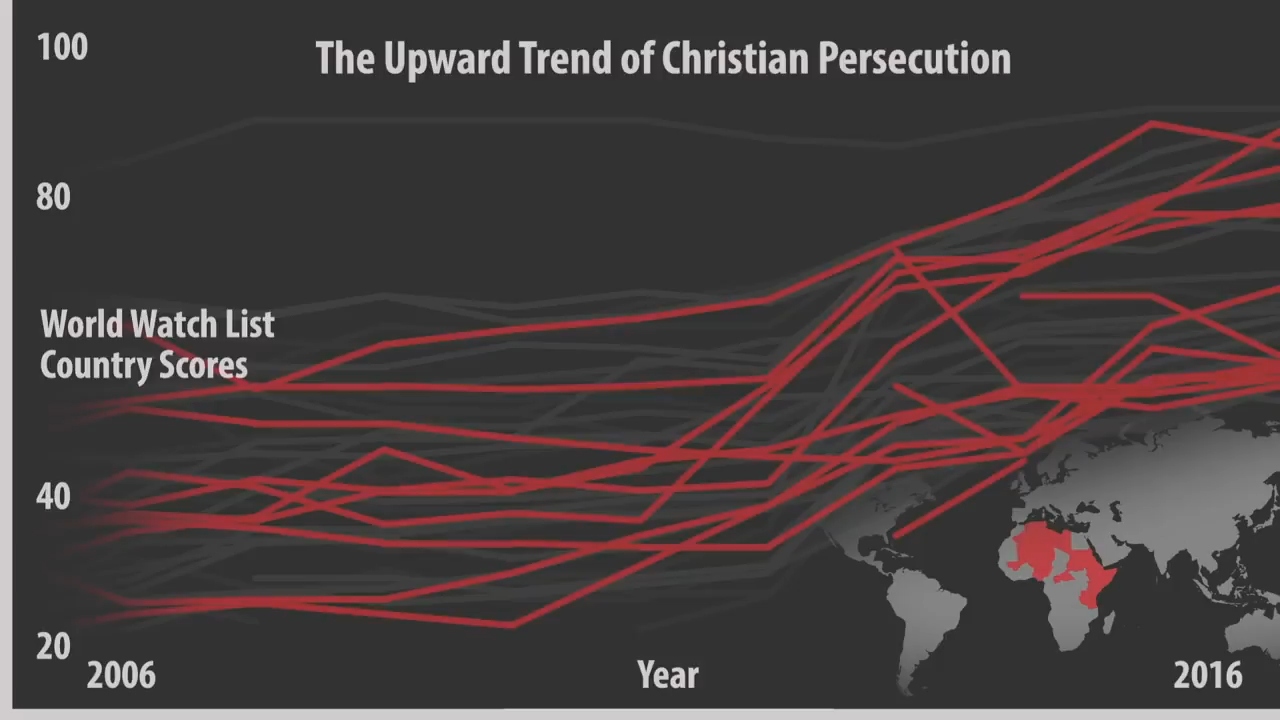 100
The Upward Trend of Christian Persecution
80
World Watch List
Country Scores
40
20
2006
Year
2016